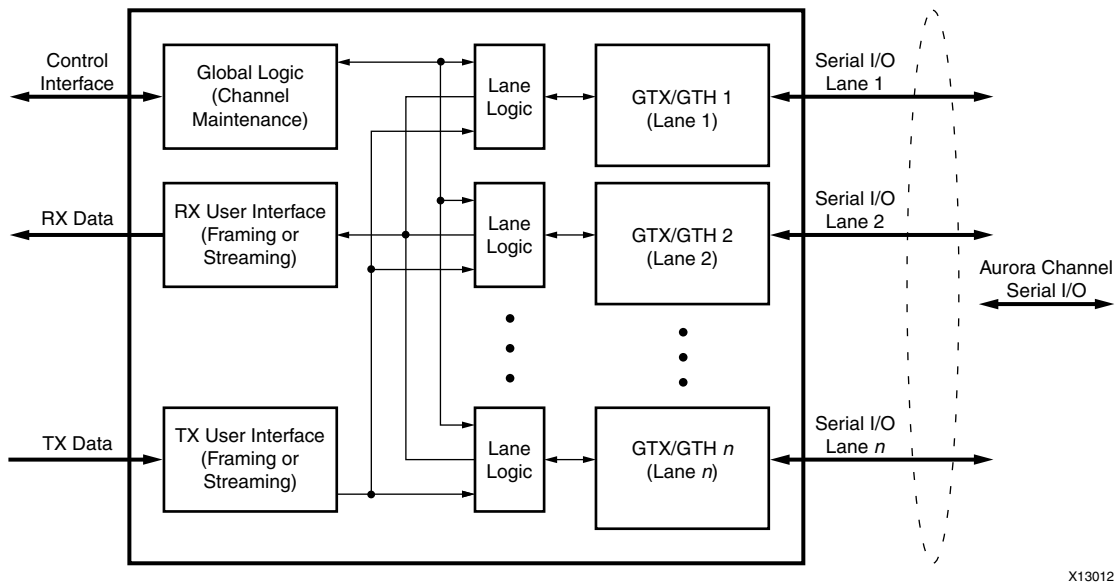 Control
Interface
Global Logic
(Channel
Maintenance)
Lane
Logic
GTX/GTH 1
(Lane 1)
Serial I/O
Lane 1
RX Data
RX User Interface
(Framing or
Streaming)
Lane
Logic
GTX/GTH 2
(Lane 2)
Serial I/O
Lane 2
Aurora Channel
Serial I/O
TX Data
TX User Interface
(Framing or
Streaming)
Lane
Logic
GTX/GTH n
(Lane n)
Serial I/O
Lane n
X13012